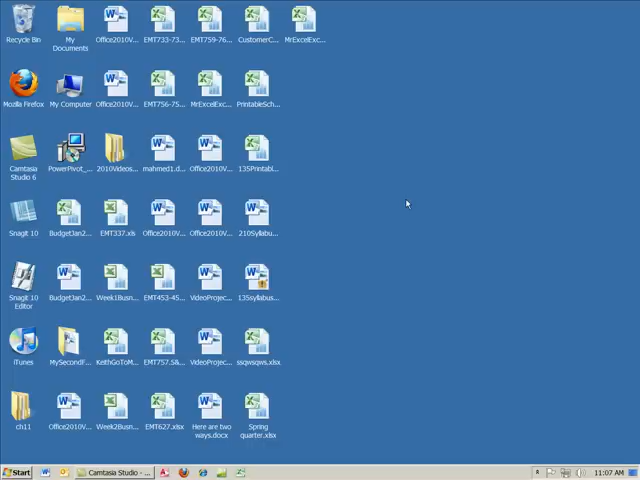 Recycle Bin
My
Documents
Office2010V...
EMT733-73...
EMT759-76...
CustomerC...
MrExcelExc...
Mozilla Firefox
My Computer
Office2010V...
EMT756-75...
MrExcelExc...
PrintableSch...
Camtasia
Studio 6
PowerPivot_...
2010Videos...
mahmed1.d...
Office2010V...
135Printabl...
Snagit 10
BudgetJan2...
EMT337.xls
Office2010V...
Office2010V...
210Syllabu...
Snagit 10
Editor
BudgetJan2...
Week1Busn...
EMT453-45...
VideoProjec...
135syllabus...
iTunes
MySecondF...
KeithGoToM...
EMT757.Sli...
VideoProjec...
ssqwsqws.xlsx
ch11
Office2010V...
Week2Busn...
EMT627.xlsx
Here are two
ways.docx
Spring
quarter.xlsx
Start
Camtasia Studio - ...
11:07 AM